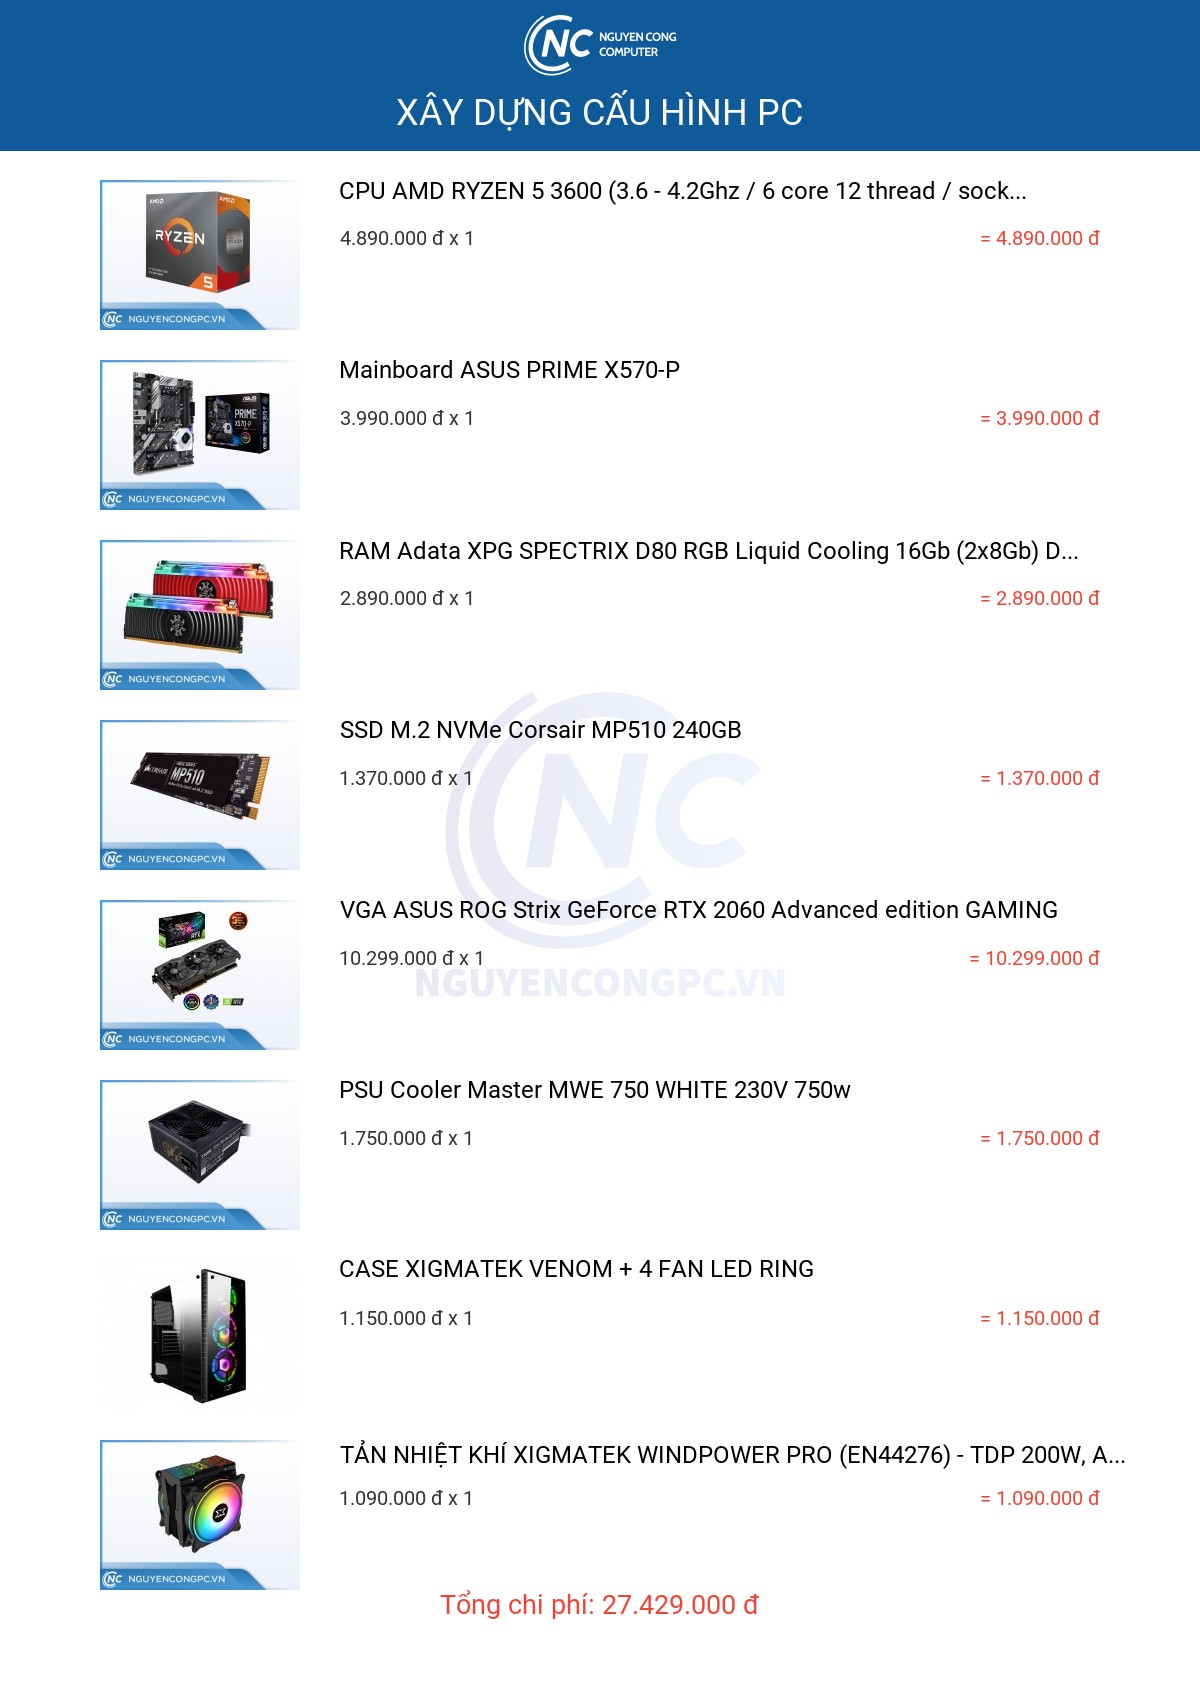 NC NGUYEN CONG
COMPUTER
XÂY DỰNG CẤU HÌNH PC
CPU AMD RYZEN 5 3600 (3.6 - 4.2Ghz / 6 core 12 thread / sock...
4.890.000 đ x 1
= 4.890.000 đ
AMD
RYZEN
5
NC NGUYENCONGPC.VN
Mainboard ASUS PRIME X570-P
3.990.000 đ x 1
= 3.990.000 đ
ASUS
PRIME
X570-P
NC NGUYENCONGPC.VN
RAM Adata XPG SPECTRIX D80 RGB Liquid Cooling 16Gb (2x8Gb) D...
2.890.000 đ x 1
= 2.890.000 đ
NC NGUYENCONGPC.VN
SSD M.2 NVMe Corsair MP510 240GB
1.370.000 đ x 1
= 1.370.000 đ
CORSAIR
MP510
NC NGUYENCONGPC.VN
NC
NGUYENCONGPC.VN
VGA ASUS ROG Strix GeForce RTX 2060 Advanced edition GAMING
10.299.000 đ x 1
= 10.299.000 đ
NC NGUYENCONGPC.VN
PSU Cooler Master MWE 750 WHITE 230V 750w
1.750.000 đ x 1
= 1.750.000 đ
NC NGUYENCONGPC.VN
CASE XIGMATEK VENOM + 4 FAN LED RING
1.150.000 đ x 1
= 1.150.000 đ
TẢN NHIỆT KHÍ XIGMATEK WINDPOWER PRO (EN44276) - TDP 200W, A...
1.090.000 đ x 1
= 1.090.000 đ
NC NGUYENCONGPC.VN
Tổng chi phí: 27.429.000 đ